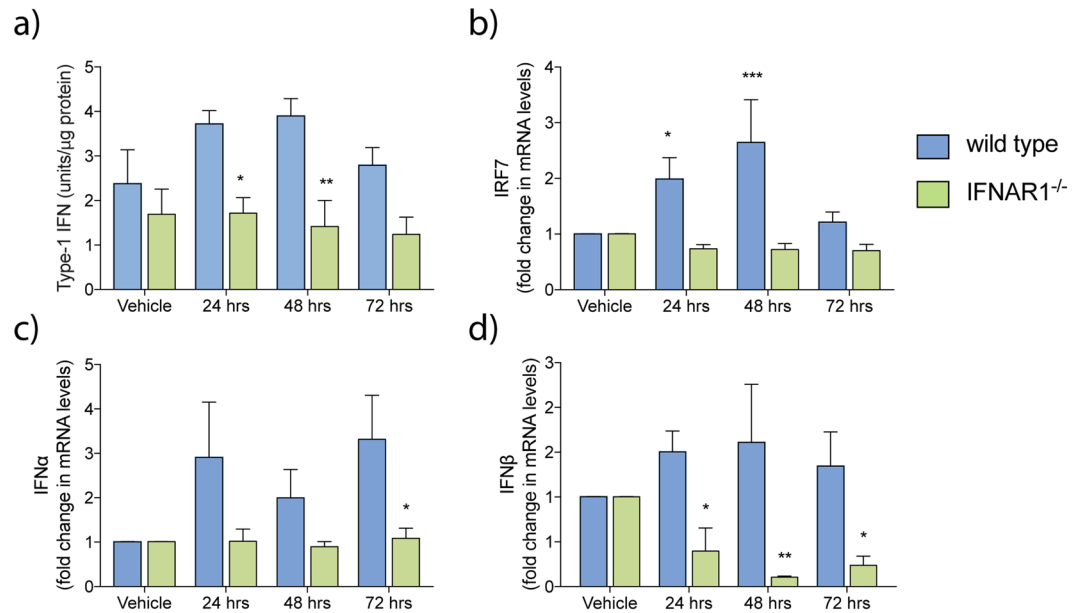 a)
Type-1 IFN (units/µg protein)
5
4
3
2
1
0
*
**
Vehicle
24 hrs
48 hrs
72 hrs
b)
IRF7
(fold change in mRNA levels)
4
3
2
1
0
*
***
Vehicle
24 hrs
48 hrs
72 hrs
wild type
IFNAR1-/-
c)
IFNα
(fold change in mRNA levels)
5
4
3
2
1
0
*
Vehicle
24 hrs
48 hrs
72 hrs
d)
IFNβ
(fold change in mRNA levels)
3
2
2
1
1
0
*
**
*
Vehicle
24 hrs
48 hrs
72 hrs